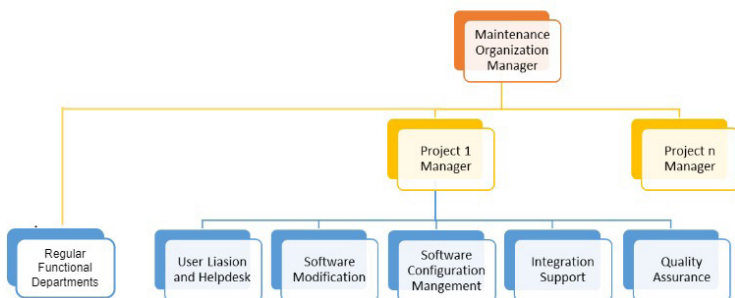 Maintenance
Organization
Manager
Project 1
Manager
Project n
Manager
Regular
Functional
Departments
User Liasion
and Helpdesk
Software
Modification
Software
Configuration
Mangement
Integration
Support
Quality
Assurance